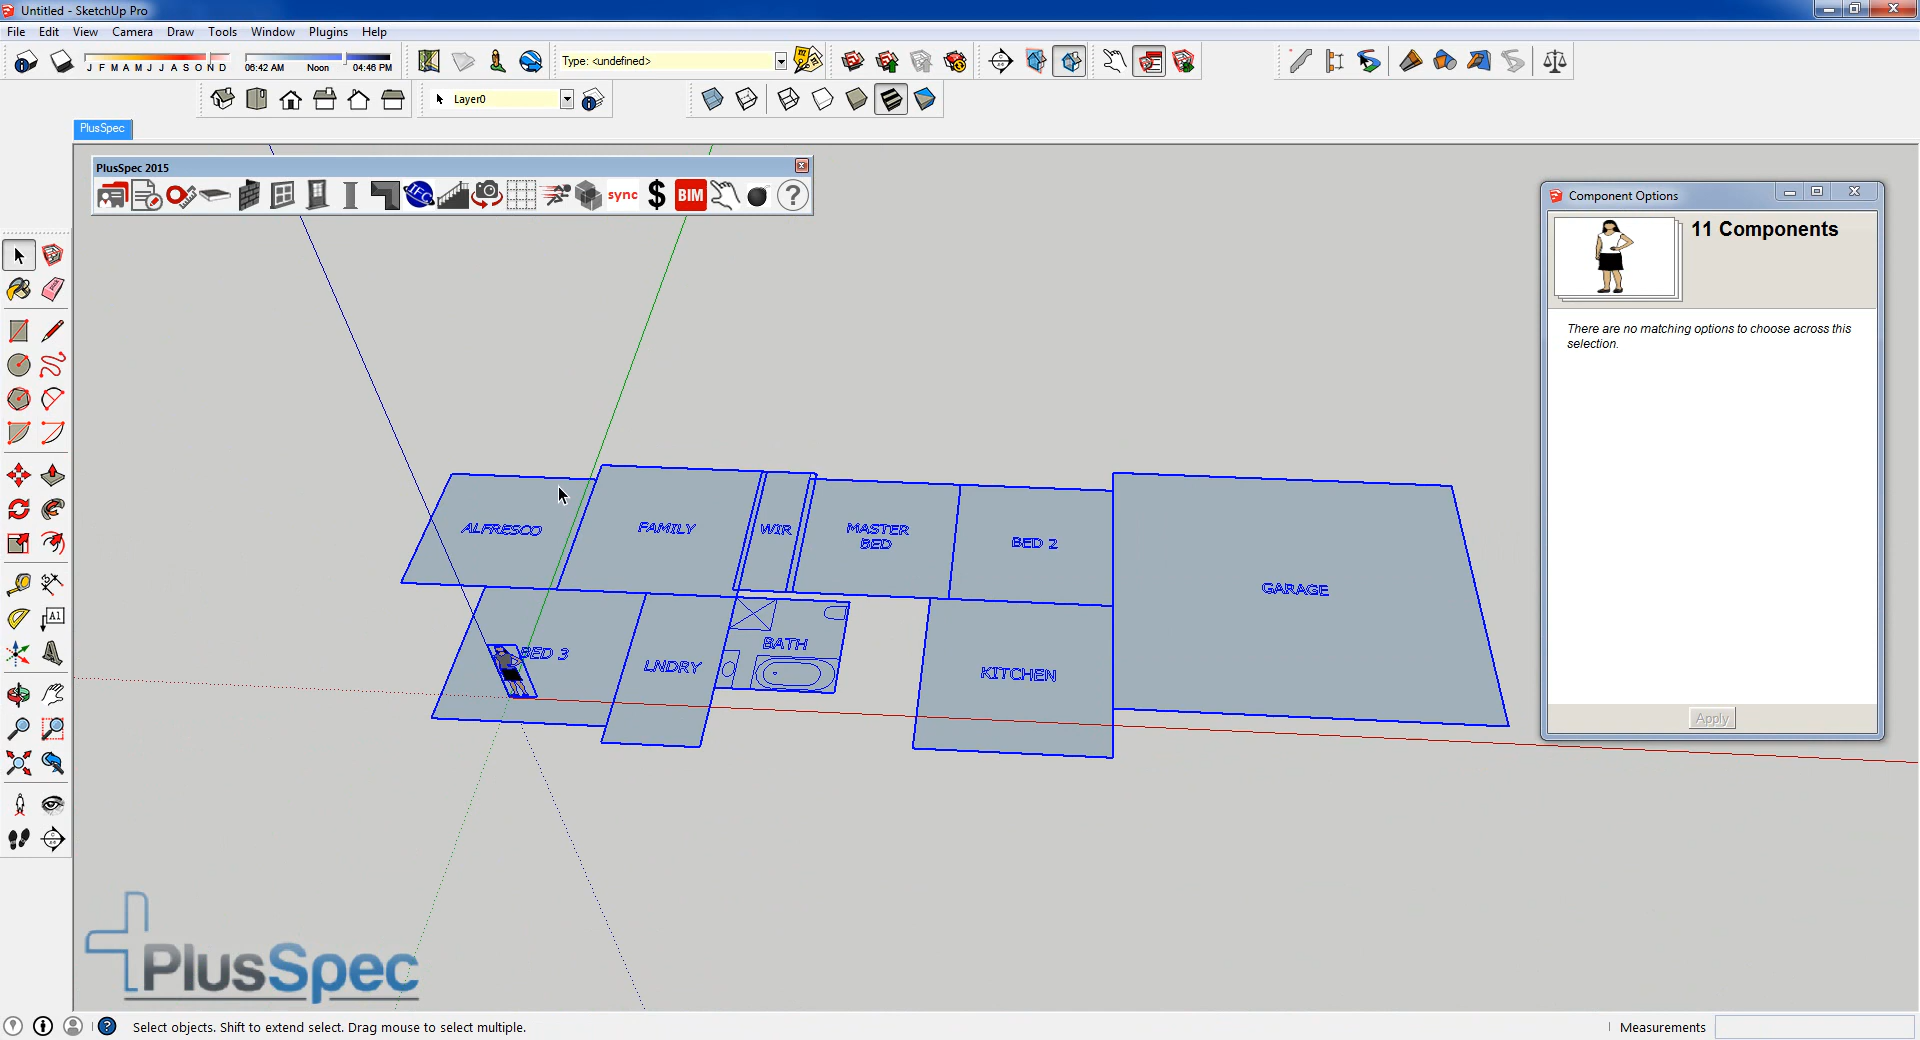 Untitled - SketchUp Pro
File Edit View Camera Draw Tools Window Plugins Help
J F M A M J J A S O N D
06:42 AM Noon 04:46 PM
Type: <undefined>
Layer0
PlusSpec
PlusSpec 2015
IFC
sync
$
BIM
?
Component Options
11 Components
There are no matching options to choose across this
selection.
Apply
ALFRESCO
FAMILY
WIR
MASTER
BED
BED 2
GARAGE
BED 3
LNDRY
BATH
KITCHEN
A1
PlusSpec
Select objects. Shift to extend select. Drag mouse to select multiple.
Measurements